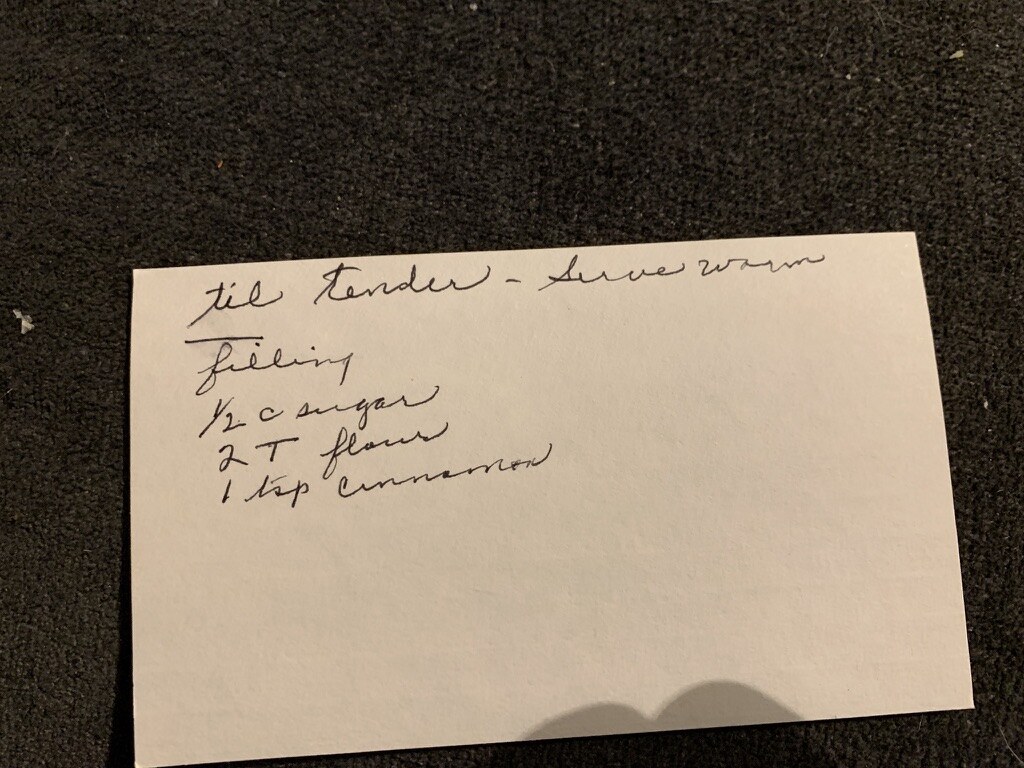 til tender - Serve warm
filling
1/2 c sugar
2 T flour
1 tsp cinnamon